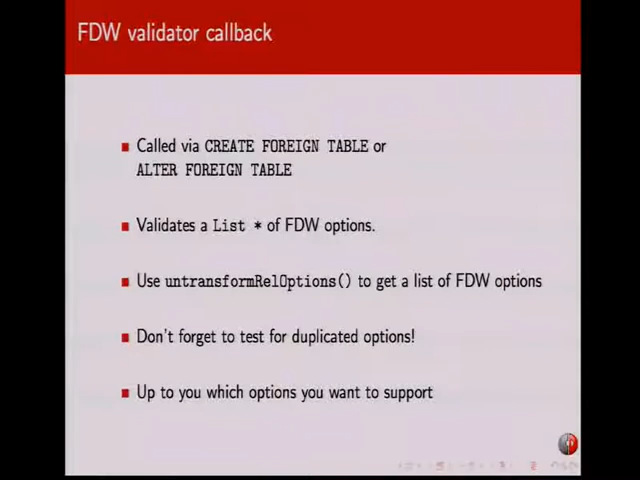 FDW validator callback
Called via CREATE FOREIGN TABLE or
ALTER FOREIGN TABLE
Validates a List * of FDW options.
Use untransformRelOptions() to get a list of FDW options
Don't forget to test for duplicated options!
Up to you which options you want to support